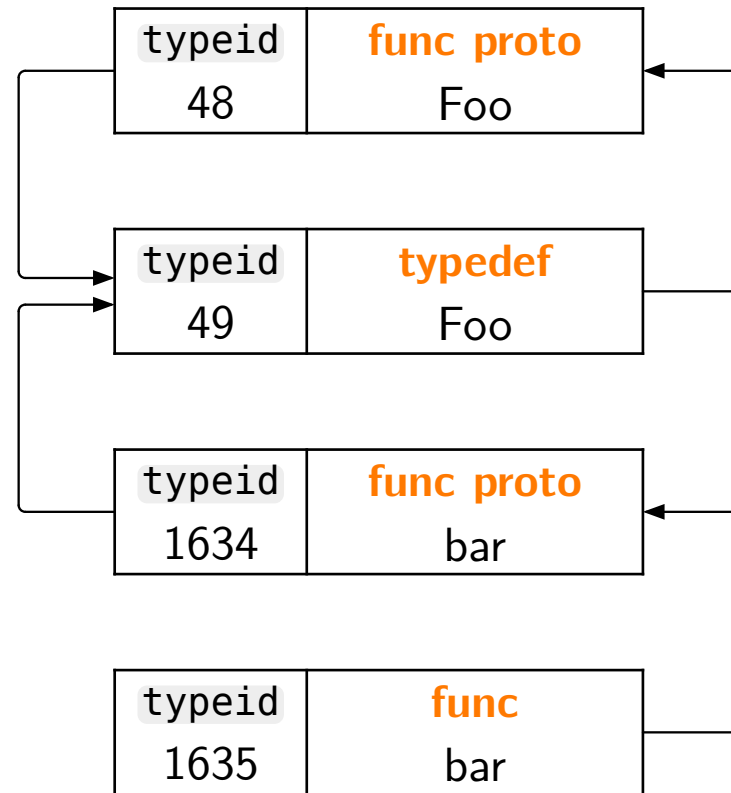 typeid func proto
48 Foo
typeid typedef
49 Foo
typeid func proto
1634 bar
typeid func
1635 bar